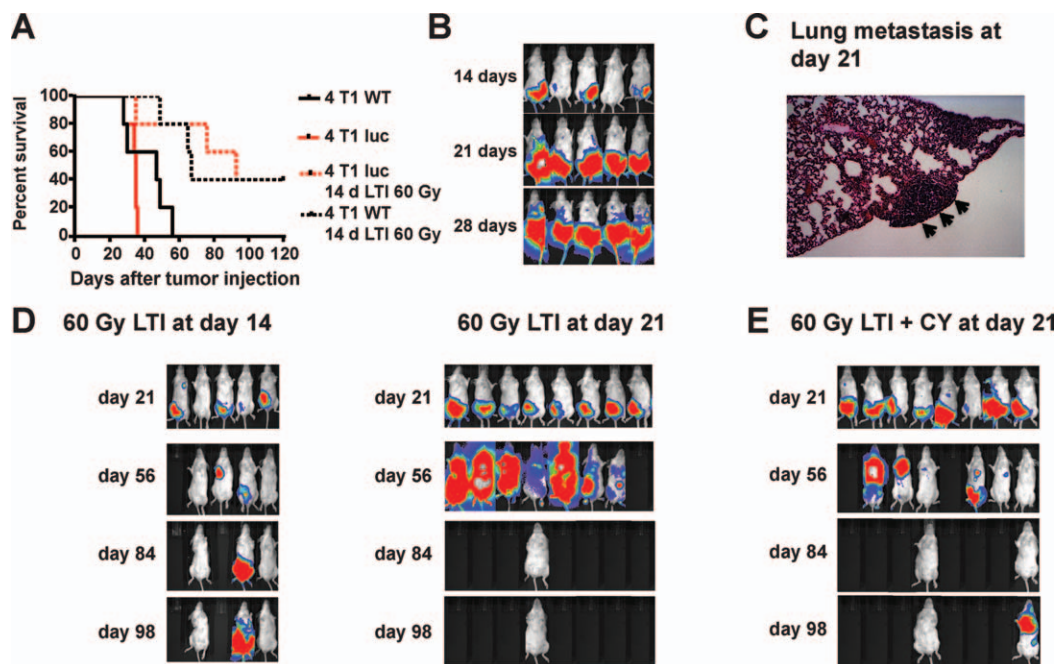 A
Percent survival
100
80
60
40
20
0
0 20 40 60 80 100 120
Days after tumor injection
4 T1 WT
4 T1 luc
4 T1 luc
14 d LTI 60 Gy
4 T1 WT
14 d LTI 60 Gy
B
14 days
21 days
28 days
C Lung metastasis at
day 21
D 60 Gy LTI at day 14
day 21
day 56
day 84
day 98
60 Gy LTI at day 21
day 21
day 56
day 84
day 98
E 60 Gy LTI + CY at day 21
day 21
day 56
day 84
day 98